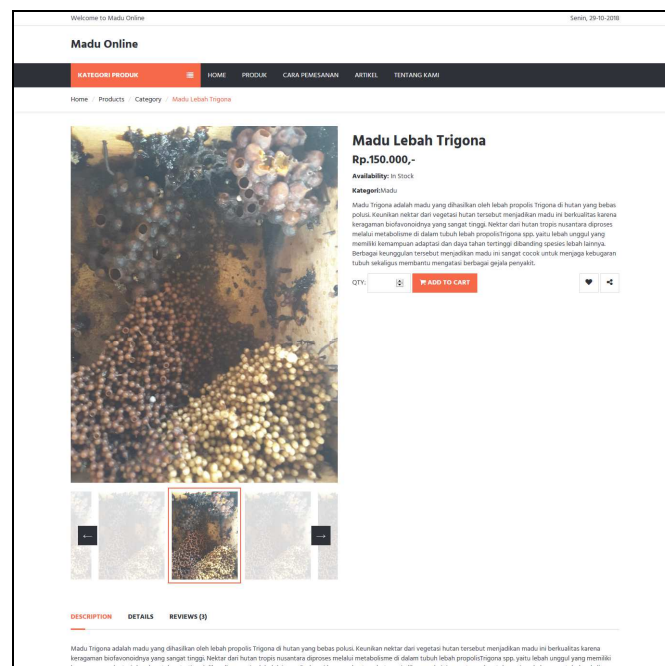 Welcome to Madu Online
Senin, 29-10-2018
Madu Online
KATEGORI PRODUK
HOME PRODUK CARA PEMESANAN ARTIKEL TENTANG KAMI
Home / Products / Category / Madu Lebah Trigona
Madu Lebah Trigona
Rp.150.000,-
Availability: In Stock
Kategori:Madu
Madu Trigona adalah madu yang dihasilkan oleh lebah propolis Trigona di hutan yang bebas
polusi. Keunikan nektar dari vegetasi hutan tersebut menjadikan madu ini berkualitas karena
keragaman biofavonoidnya yang sangat tinggi. Nektar dari hutan tropis nusantara diproses
melalui metabolisme di dalam tubuh lebah propolisTrigona spp. yaitu lebah unggul yang
memiliki kemampuan adaptasi dan daya tahan tertinggi dibanding spesies lebah lainnya.
Berbagai keunggulan tersebut menjadikan madu ini sangat cocok untuk menjaga kebugaran
tubuh sekaligus membantu mengatasi berbagai gejala penyakit.
QTY: ADD TO CART
DESCRIPTION DETAILS REVIEWS (3)
Madu Trigona adalah madu yang dihasilkan oleh lebah propolis Trigona di hutan yang bebas polusi. Keunikan nektar dari vegetasi hutan tersebut menjadikan madu ini berkualitas karena
keragaman biofavonoidnya yang sangat tinggi. Nektar dari hutan tropis nusantara diproses melalui metabolisme di dalam tubuh lebah propolisTrigona spp. yaitu lebah unggul yang memiliki